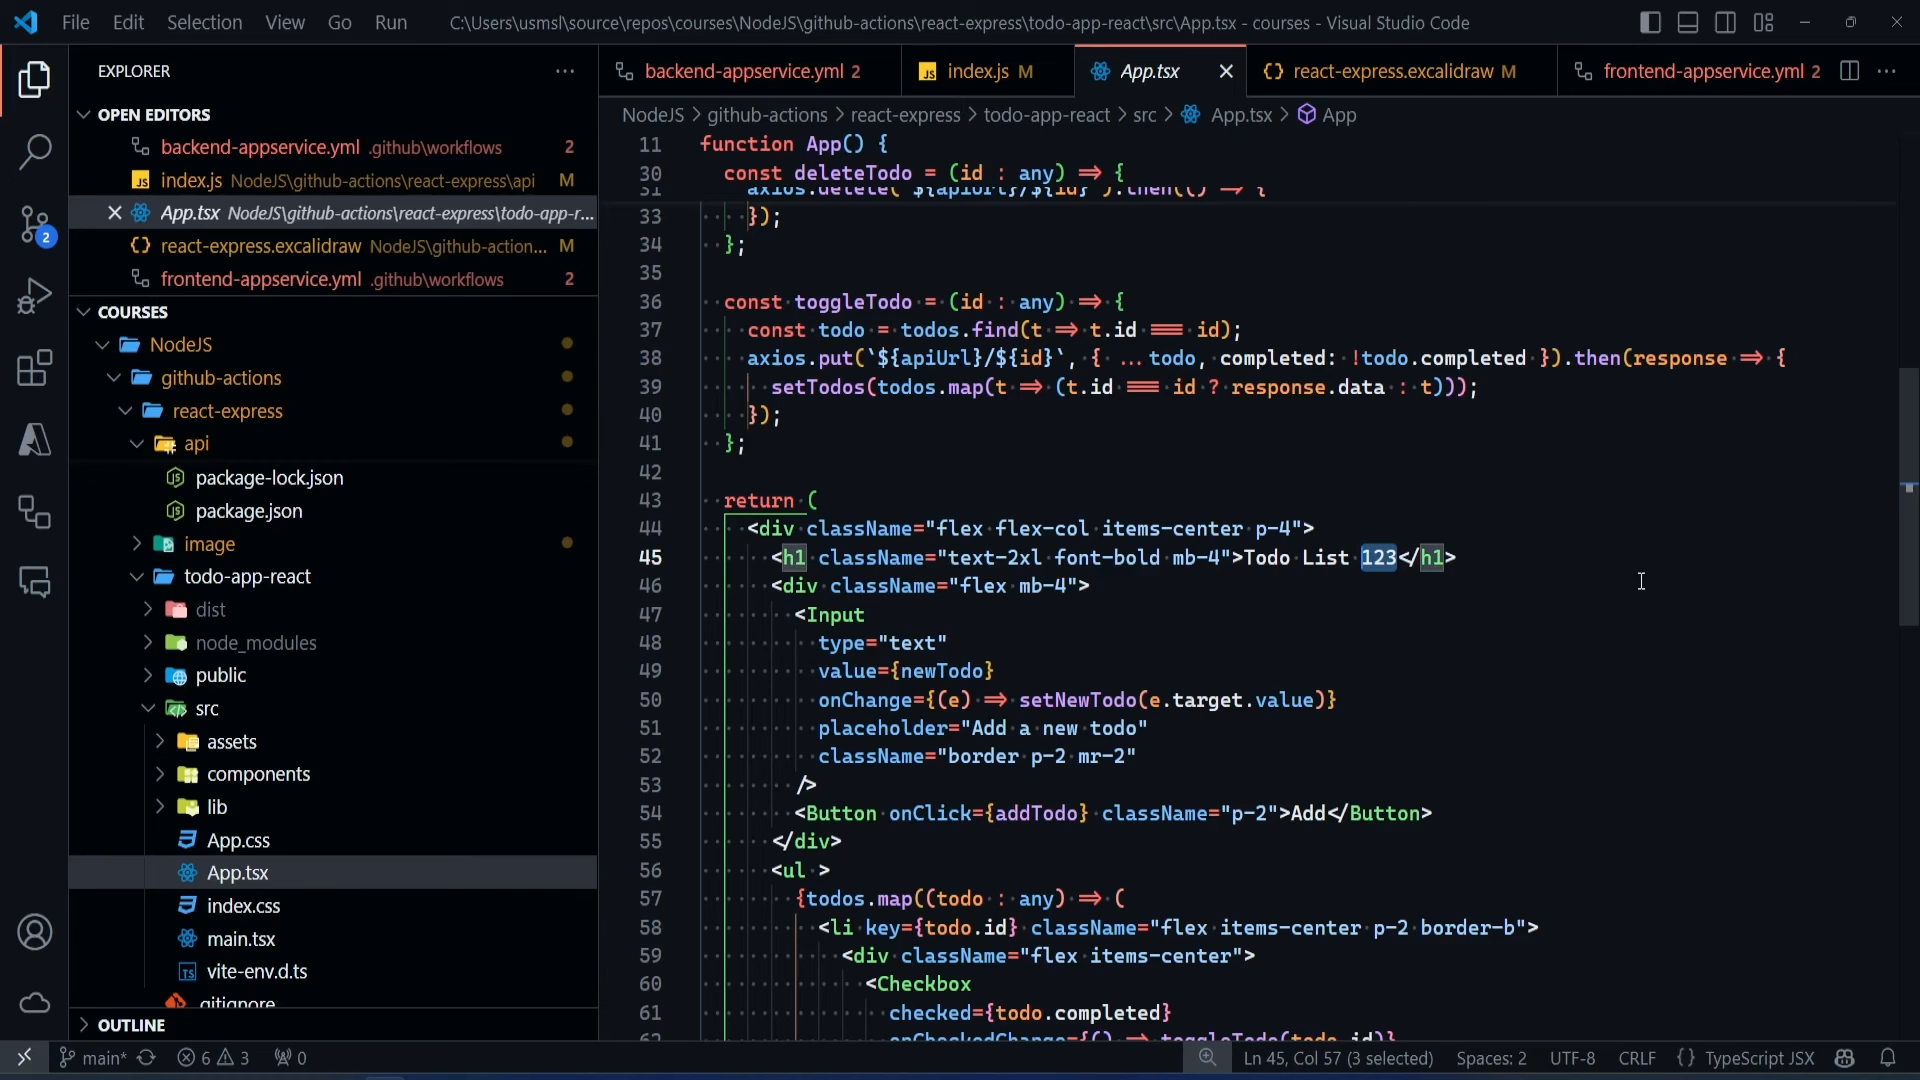 File Edit Selection View Go Run C:\Users\usmsl\source\repos\courses\NodeJS\github-actions\react-express\todo-app-react\src\App.tsx - courses - Visual Studio Code
EXPLORER
OPEN EDITORS
backend-appservice.yml .github\workflows 2
index.js NodeJS\github-actions\react-express\api M
App.tsx NodeJS\github-actions\react-express\todo-app-r...
react-express.excalidraw NodeJS\github-action... M
frontend-appservice.yml .github\workflows 2
COURSES
NodeJS
github-actions
react-express
api
package-lock.json
package.json
image
todo-app-react
dist
node_modules
public
src
assets
components
lib
App.css
App.tsx
index.css
main.tsx
vite-env.d.ts
.gitignore
OUTLINE
2
backend-appservice.yml 2 index.js M App.tsx react-express.excalidraw M frontend-appservice.yml 2
NodeJS > github-actions > react-express > todo-app-react > src > App.tsx > App
11 function App() {
30 const deleteTodo = (id : any) => {
31 axios.delete(`${apiUrl}/${id}`).then(() => {
33 });
34 };
35
36 const toggleTodo = (id : any) => {
37 const todo = todos.find(t => t.id === id);
38 axios.put(`${apiUrl}/${id}`, { ...todo, completed: !todo.completed }).then(response => {
39 setTodos(todos.map(t => (t.id === id ? response.data : t)));
40 });
41 };
42
43 return (
44 <div className="flex flex-col items-center p-4">
45 <h1 className="text-2xl font-bold mb-4">Todo List 123</h1>
46 <div className="flex mb-4">
47 <Input
48 type="text"
49 value={newTodo}
50 onChange={(e) => setNewTodo(e.target.value)}
51 placeholder="Add a new todo"
52 className="border p-2 mr-2"
53 />
54 <Button onClick={addTodo} className="p-2">Add</Button>
55 </div>
56 <ul >
57 {todos.map((todo : any) => (
58 <li key={todo.id} className="flex items-center p-2 border-b">
59 <div className="flex items-center">
60 <Checkbox
61 checked={todo.completed}
62 onCheckedChange={() => toggleTodo(todo.id)}
main* 6 3 0 Ln 45, Col 57 (3 selected) Spaces: 2 UTF-8 CRLF {} TypeScript JSX